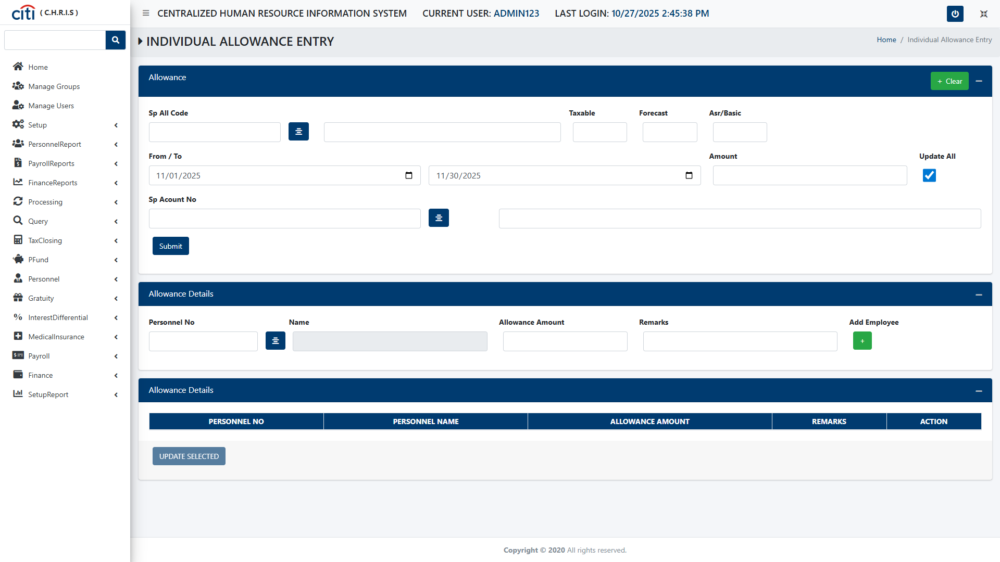 citi ( C.H.R.I.S )
CENTRALIZED HUMAN RESOURCE INFORMATION SYSTEM CURRENT USER: ADMIN123 LAST LOGIN: 10/27/2025 2:45:38 PM
INDIVIDUAL ALLOWANCE ENTRY
Home / Individual Allowance Entry
Home
Manage Groups
Manage Users
Setup
PersonnelReport
PayrollReports
FinanceReports
Processing
Query
TaxClosing
PFund
Personnel
Gratuity
InterestDifferential
MedicalInsurance
Payroll
Finance
SetupReport
Allowance
+ Clear
Sp All Code Taxable Forecast Asr/Basic
From / To Amount Update All
11/01/2025 11/30/2025
Sp Acount No
Submit
Allowance Details
Personnel No Name Allowance Amount Remarks Add Employee
+
Allowance Details
PERSONNEL NO PERSONNEL NAME ALLOWANCE AMOUNT REMARKS ACTION
UPDATE SELECTED
Copyright © 2020 All rights reserved.